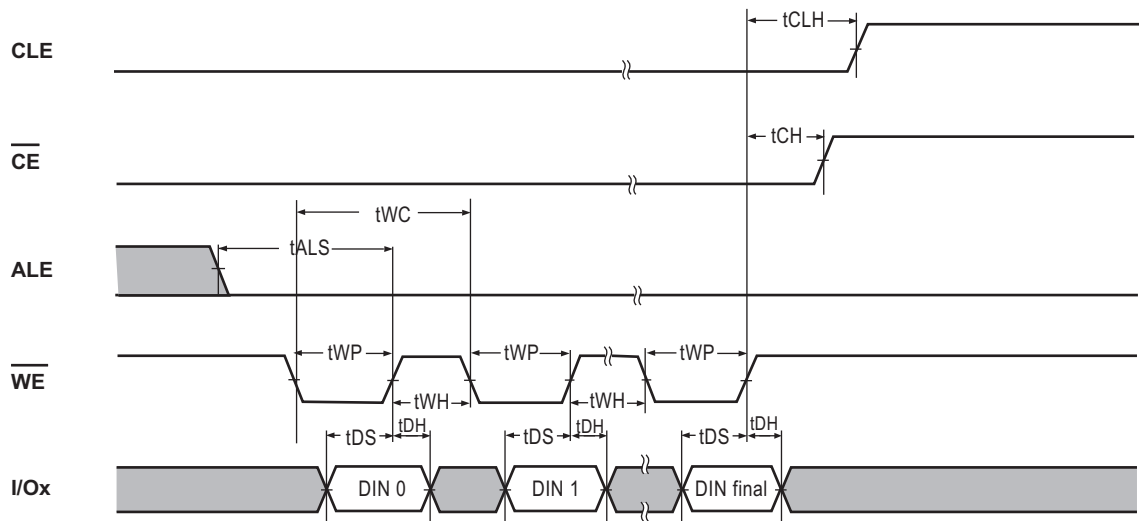 tCLH
CLE
tCH
CE
tWC
tALS
ALE
tWP tWP tWP
WE
tWH tWH
tDS tDH tDS tDH tDS tDH
I/Ox DIN 0 DIN 1 DIN final